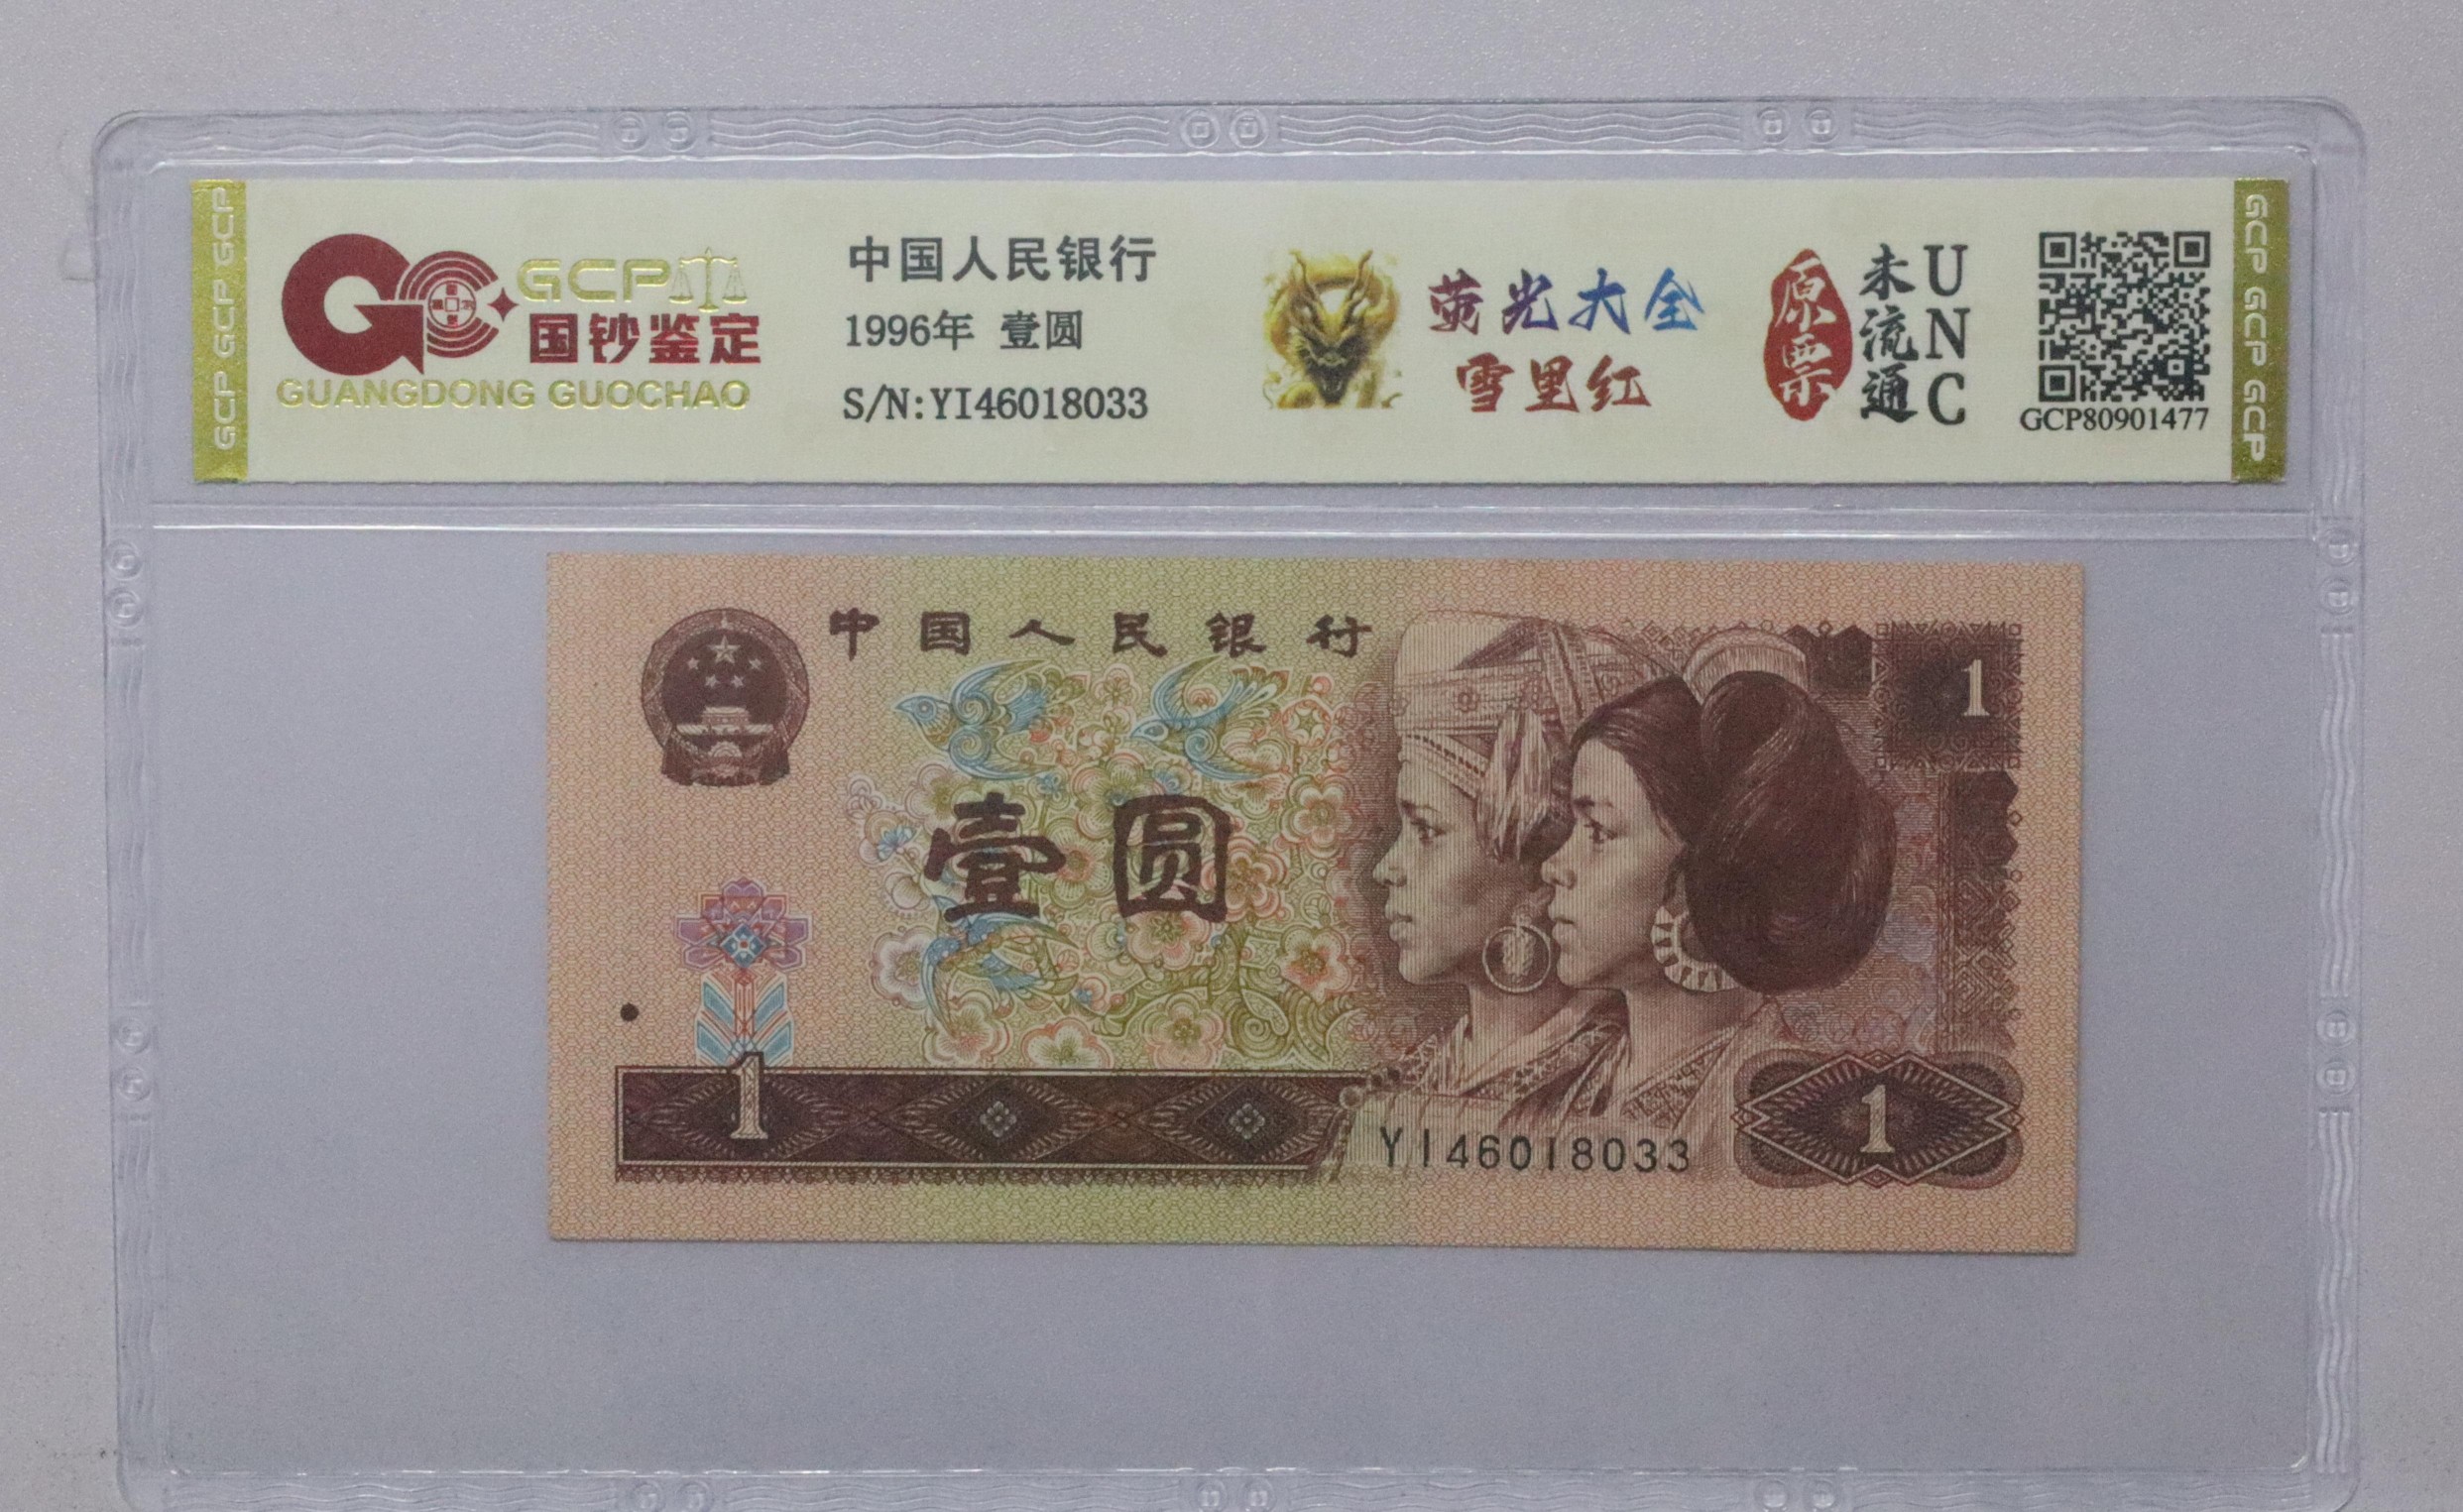 GCP GCP GCP
GCP
国钞鉴定
GUANGDONG GUOCHAO
中国人民银行
1996年 壹圆
S/N:YI46018033
荧光大全
雪里红
原票
未流通
UNC
GCP80901477
GCP GCP GCP
中国人民银行
1
壹圆
1
YI46018033
1